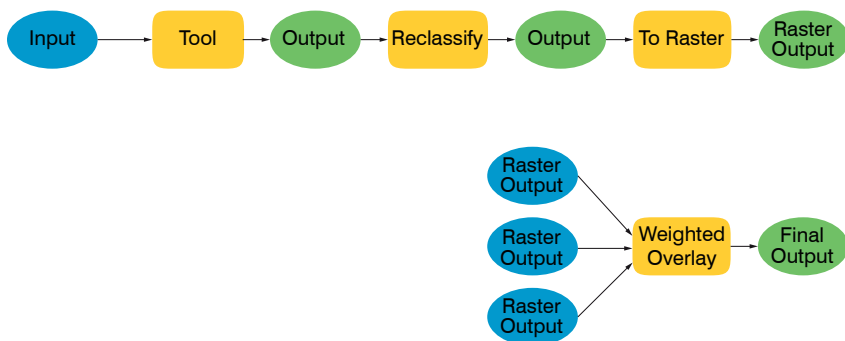 Input
Tool
Output
Reclassify
Output
To Raster
Raster
Output
Raster
Output
Raster
Output
Raster
Output
Weighted
Overlay
Final
Output